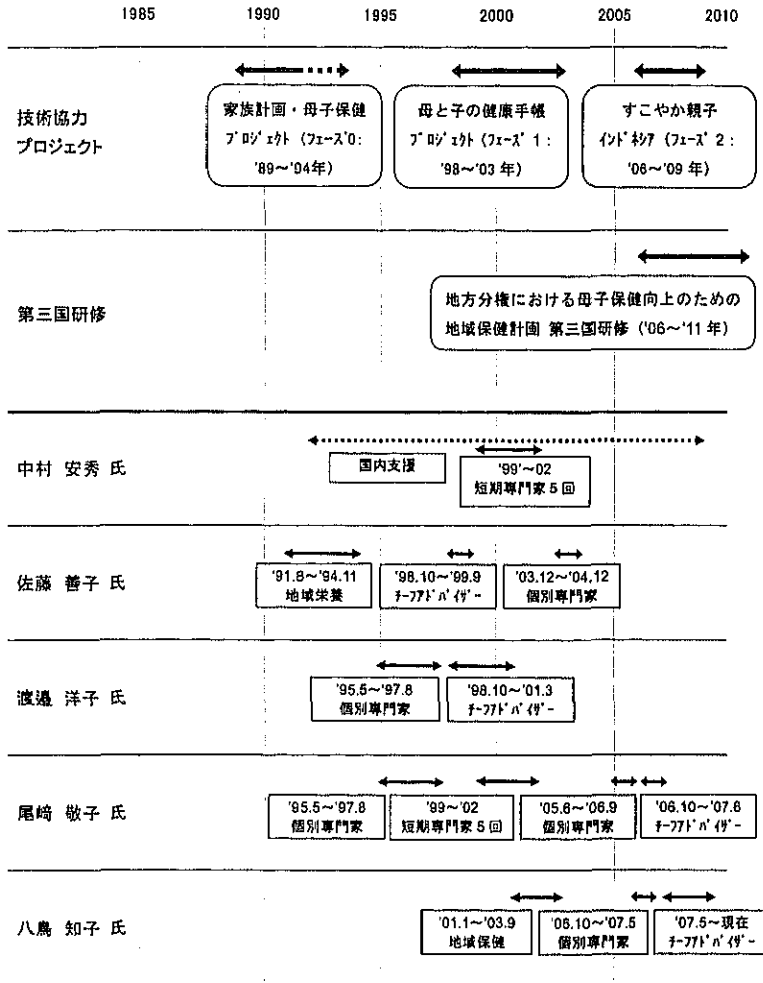 1985 1990 1995 2000 2005 2010
技術協力
プロジェクト
家族計画・母子保健
プロジェクト (フェーズ0:
'89～'94年)
母と子の健康手帳
プロジェクト (フェーズ 1:
'98～'03 年)
すこやか親子
インドネシア (フェーズ 2:
'06～'09 年)
第三国研修
地方分権における母子保健向上のための
地域保健計画 第三国研修 ('06～'11 年)
中村 安秀 氏
国内支援
'99'～02
短期専門家 5 回
佐藤 善子 氏
'91.8～'94.11
地域栄養
'98.10～'99.9
チーフアドバイザー
'03.12～'04.12
個別専門家
渡邉 洋子 氏
'95.5～'97.8
個別専門家
'98.10～'01.3
チーフアドバイザー
尾﨑 敬子 氏
'95.5～'97.8
個別専門家
'99～'02
短期専門家 5 回
'05.6～'06.9
個別専門家
'06.10～'07.6
チーフアドバイザー
八鳥 知子 氏
'01.1～'03.9
地域保健
'06.10～'07.5
個別専門家
'07.5～現在
チーフアドバイザー